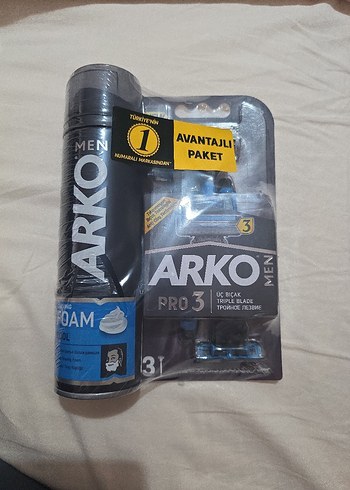 TÜRKİYE'NİN
1
NUMARALI MARKASINDAN
AVANTAJLI
PAKET
ARKO
MEN
FOAM
3
ARKO
MEN
PRO 3
ÜÇ BIÇAK
TRIPLE BLADE
ТРОЙНОЕ ЛЕЗВИЕ
3